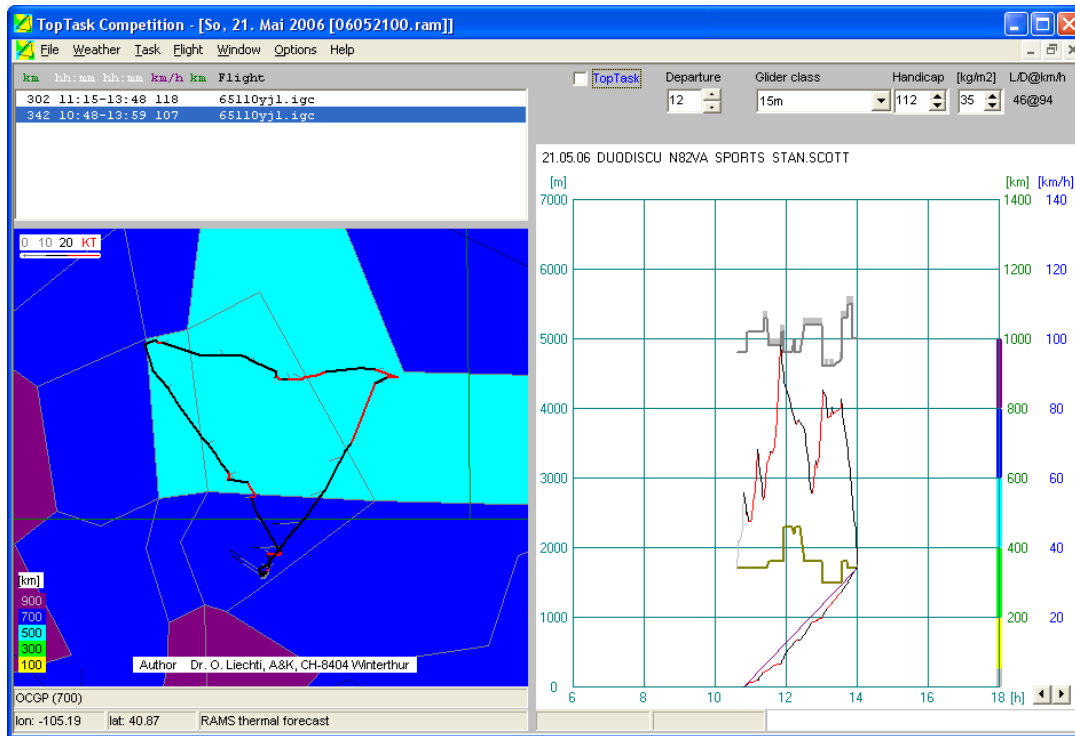 TopTask Competition - [So, 21. Mai 2006 [06052100.ram]]
File Weather Task Flight Window Options Help
km hh:mm hh:mm km/h km Flight
302 11:15-13:48 118 65ll0yjl.igc
342 10:48-13:59 107 65ll0yjl.igc
TopTask Departure Glider class Handicap [kg/m2] L/D@km/h
12 15m 112 35 46@94
21.05.06 DUODISCU N82VA SPORTS STAN.SCOTT
[m] [km] [km/h]
7000 1400 140
6000 1200 120
5000 1000 100
4000 800 80
3000 600 60
2000 400 40
1000 200 20
0
6 8 10 12 14 16 18 [h]
0 10 20 KT
[km]
900
700
500
300
100
Author Dr. O. Liechti, A&K, CH-8404 Winterthur
OCGP (700)
lon: -105.19 lat: 40.87 RAMS thermal forecast